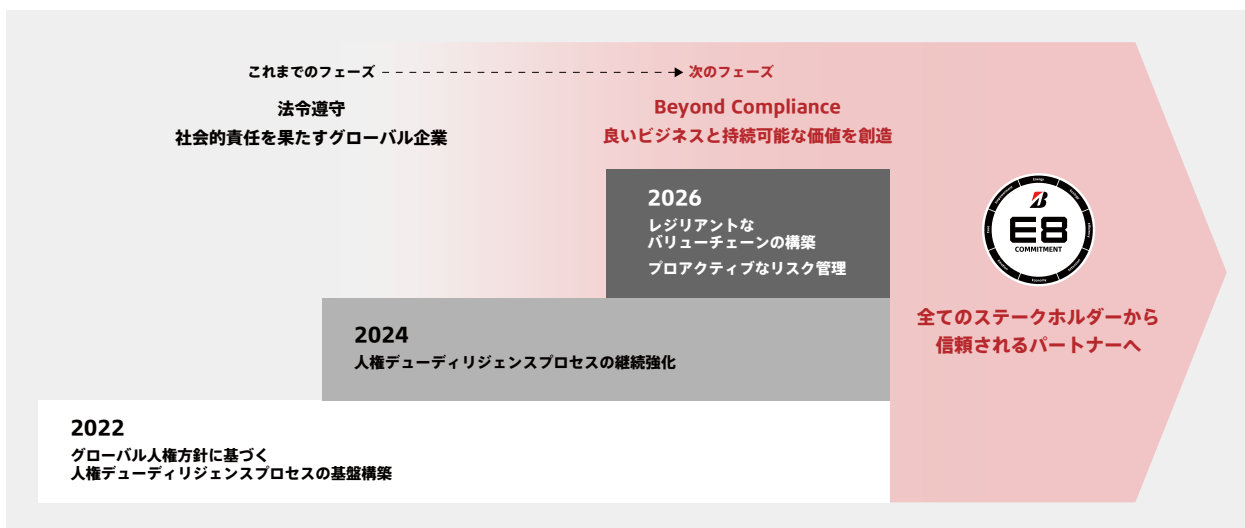 これまでのフェーズ
次のフェーズ
法令遵守
社会的責任を果たすグローバル企業
Beyond Compliance
良いビジネスと持続可能な価値を創造
2026
レジリアントな
バリューチェーンの構築
プロアクティブなリスク管理
Energy
E8
COMMITMENT
Economy
全てのステークホルダーから
信頼されるパートナーへ
2024
人権デューディリジェンスプロセスの継続強化
2022
グローバル人権方針に基づく
人権デューディリジェンスプロセスの基盤構築